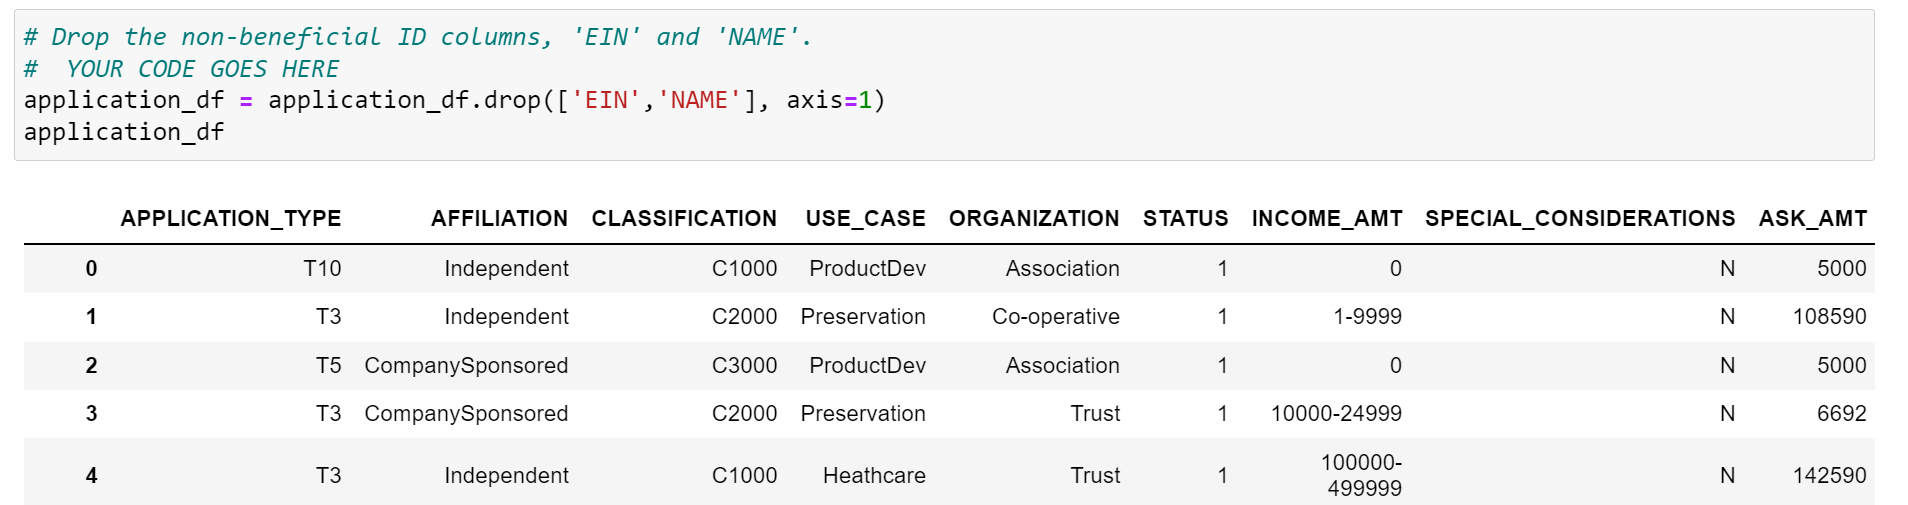 # Drop the non-beneficial ID columns, 'EIN' and 'NAME'.
#  YOUR CODE GOES HERE
application_df = application_df.drop(['EIN','NAME'], axis=1)
application_df
APPLICATION_TYPE AFFILIATION CLASSIFICATION USE_CASE ORGANIZATION STATUS INCOME_AMT SPECIAL_CONSIDERATIONS ASK_AMT
0 T10 Independent C1000 ProductDev Association 1 0 N 5000
1 T3 Independent C2000 Preservation Co-operative 1 1-9999 N 108590
2 T5 CompanySponsored C3000 ProductDev Association 1 0 N 5000
3 T3 CompanySponsored C2000 Preservation Trust 1 10000-24999 N 6692
4 T3 Independent C1000 Heathcare Trust 1 100000-
499999 N 142590